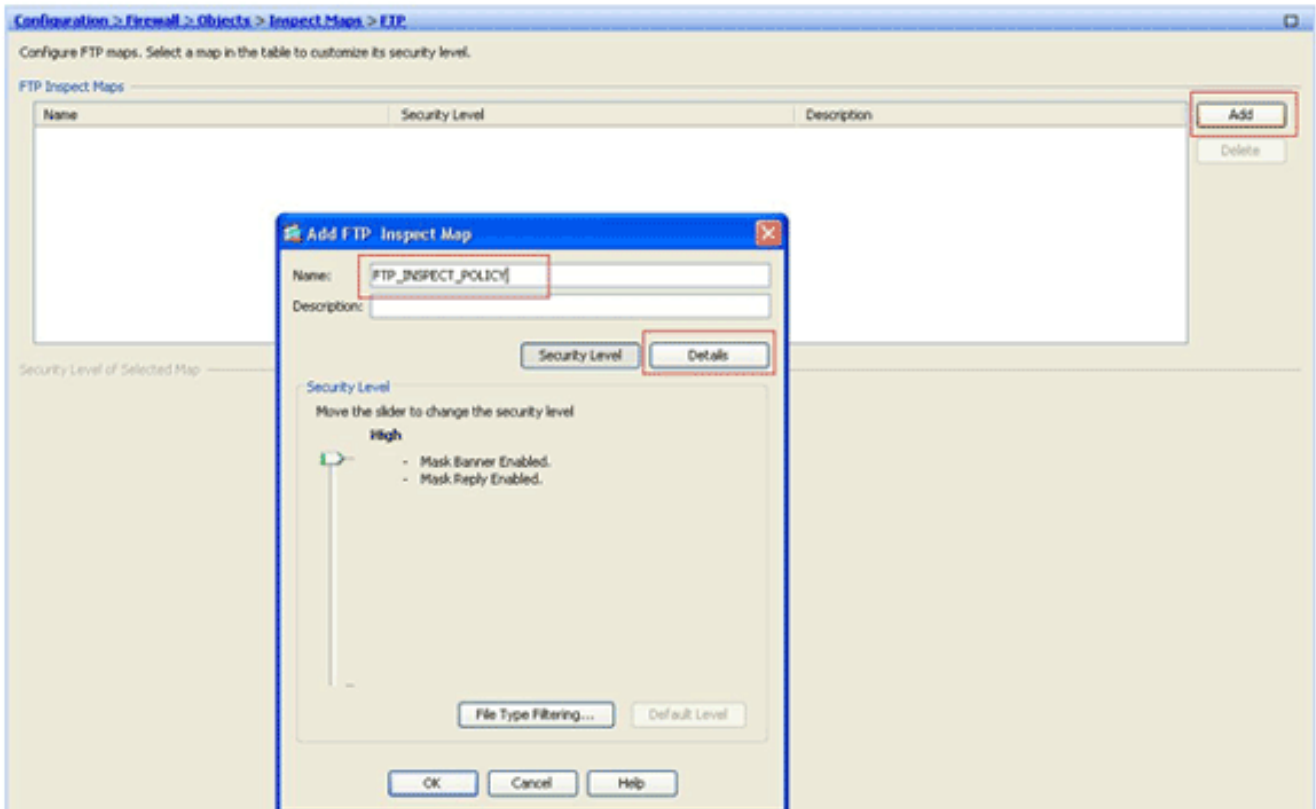 Configuration > Firewall > Objects > Inspect Maps > FTP
Configure FTP maps. Select a map in the table to customize its security level.
FTP Inspect Maps
Name Security Level Description
Add
Delete
Add FTP Inspect Map
Name: FTP_INSPECT_POLICY
Description:
Security Level Details
Security Level of Selected Map
Security Level
Move the slider to change the security level
High
- Mask Banner Enabled.
- Mask Reply Enabled.
File Type Filtering... Default Level
OK Cancel Help